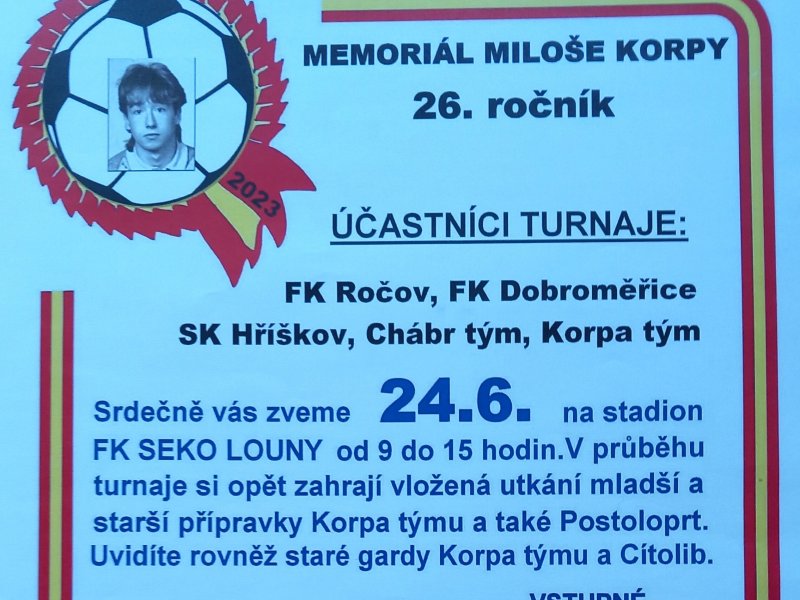 MEMORIÁL MILOŠE KORPY
26. ročník
2023
ÚČASTNÍCI TURNAJE:
FK Ročov, FK Dobroměřice
SK Hříškov, Chábr tým, Korpa tým
Srdečně vás zveme 24.6. na stadion
FK SEKO LOUNY od 9 do 15 hodin.V průběhu
turnaje si opět zahrají vložená utkání mladší a
starší přípravky Korpa týmu a také Postoloprt.
Uvidíte rovněž staré gardy Korpa týmu a Cítolib.
VSTUPNÉ